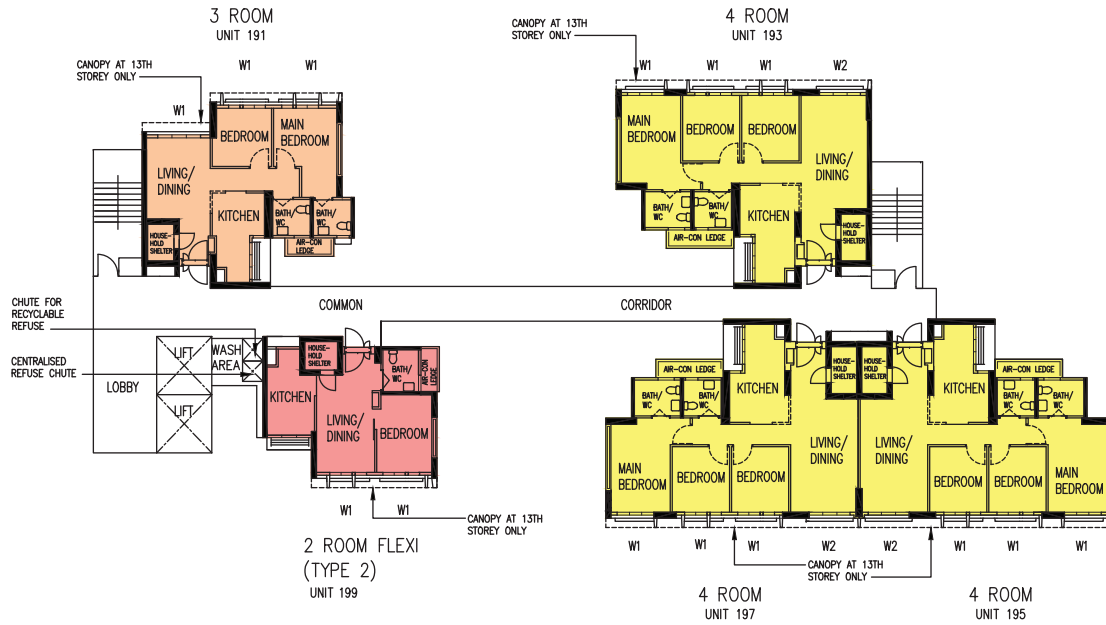 3 ROOM
UNIT 191
4 ROOM
UNIT 193
CANOPY AT 13TH
STOREY ONLY
CANOPY AT 13TH
STOREY ONLY
W1
W1
W1
W1
W1
W1
W2
BEDROOM
MAIN
BEDROOM
LIVING/
DINING
KITCHEN
BATH/
WC
BATH/
WC
HOUSE-
HOLD
SHELTER
AIR-CON
LEDGE
MAIN
BEDROOM
BEDROOM
BEDROOM
LIVING/
DINING
BATH/
WC
BATH/
WC
KITCHEN
HOUSE-
HOLD
SHELTER
AIR-CON LEDGE
COMMON
CORRIDOR
CHUTE FOR
RECYCLABLE
REFUSE
CENTRALISED
REFUSE CHUTE
LOBBY
LIFT
LIFT
WASH
AREA
HOUSE-
HOLD
SHELTER
BATH/
WC
AIR-CON
LEDGE
KITCHEN
LIVING/
DINING
BEDROOM
W1
W1
CANOPY AT 13TH
STOREY ONLY
2 ROOM FLEXI
(TYPE 2)
UNIT 199
AIR-CON LEDGE
BATH/
WC
BATH/
WC
KITCHEN
HOUSE-
HOLD
SHELTER
MAIN
BEDROOM
BEDROOM
BEDROOM
LIVING/
DINING
HOUSE-
HOLD
SHELTER
KITCHEN
AIR-CON LEDGE
BATH/
WC
BATH/
WC
LIVING/
DINING
BEDROOM
BEDROOM
MAIN
BEDROOM
W1
W1
W1
W2
W2
W1
W1
W1
CANOPY AT 13TH
STOREY ONLY
4 ROOM
UNIT 197
4 ROOM
UNIT 195